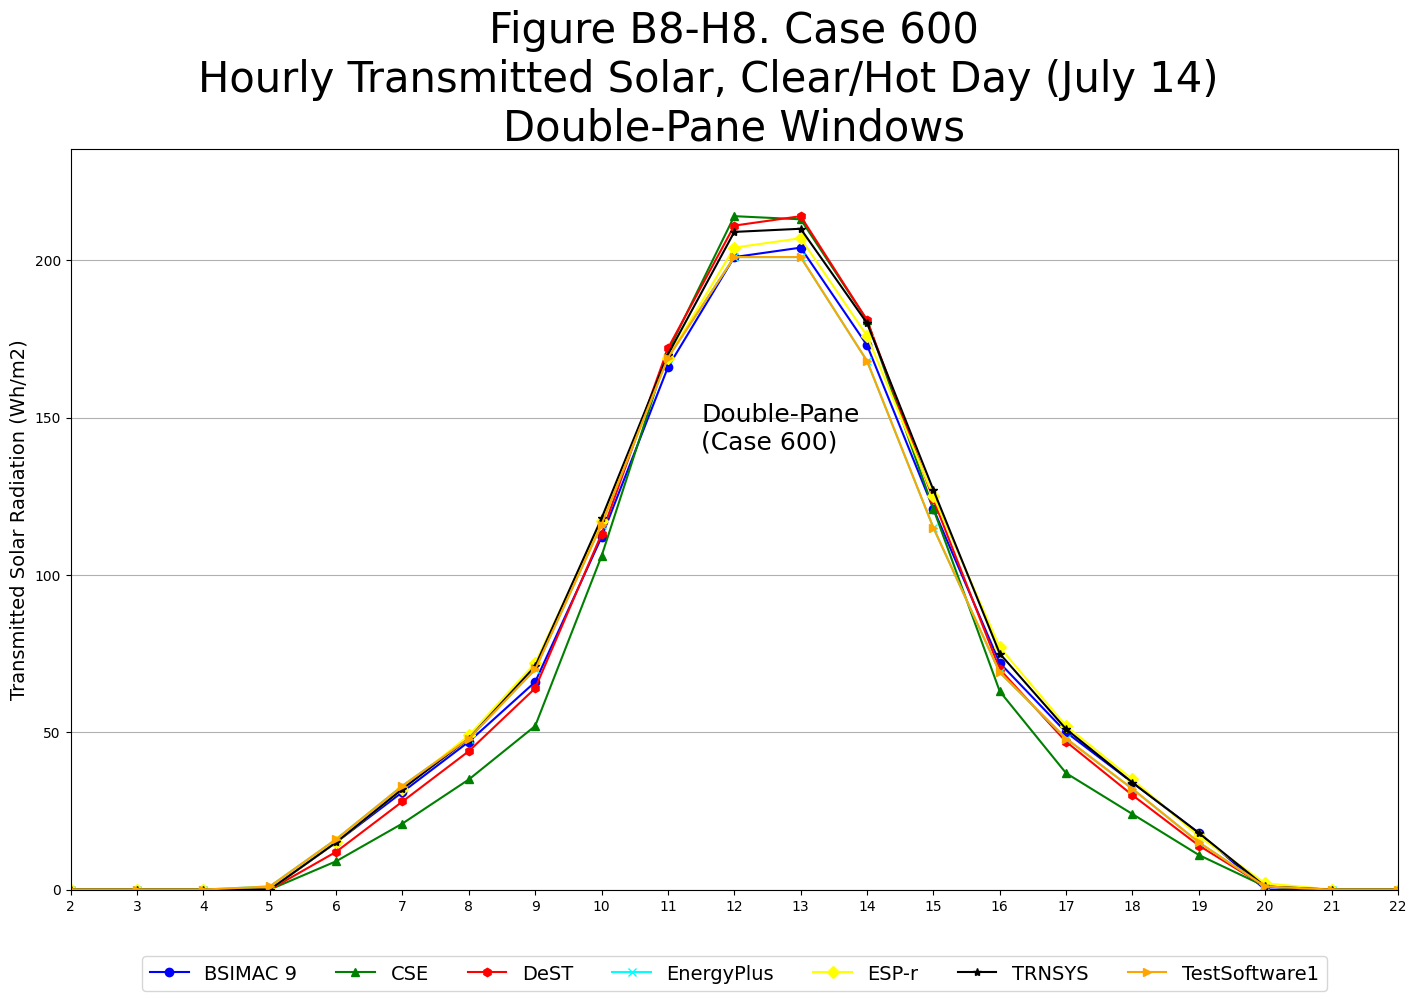 Figure B8-H8. Case 600
Hourly Transmitted Solar, Clear/Hot Day (July 14)
Double-Pane Windows
Transmitted Solar Radiation (Wh/m2)
200
150
100
50
0
Double-Pane
(Case 600)
2 3 4 5 6 7 8 9 10 11 12 13 14 15 16 17 18 19 20 21 22
BSIMAC 9 CSE DeST EnergyPlus ESP-r TRNSYS TestSoftware1